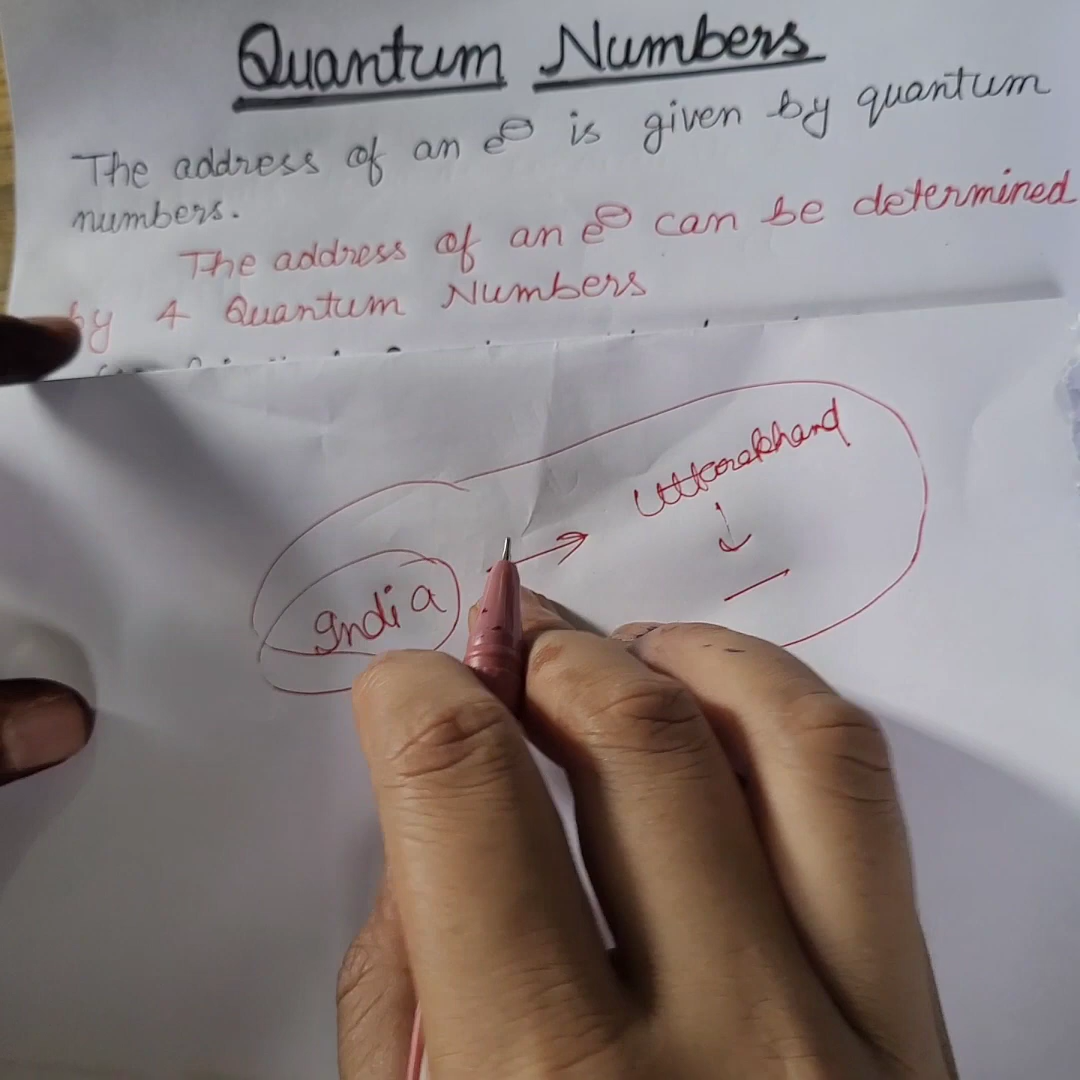 Quantum Numbers
The address of an e⊖ is given by quantum
numbers.
The address of an e⊖ can be determined
by 4 Quantum Numbers
India
Uttarakhand